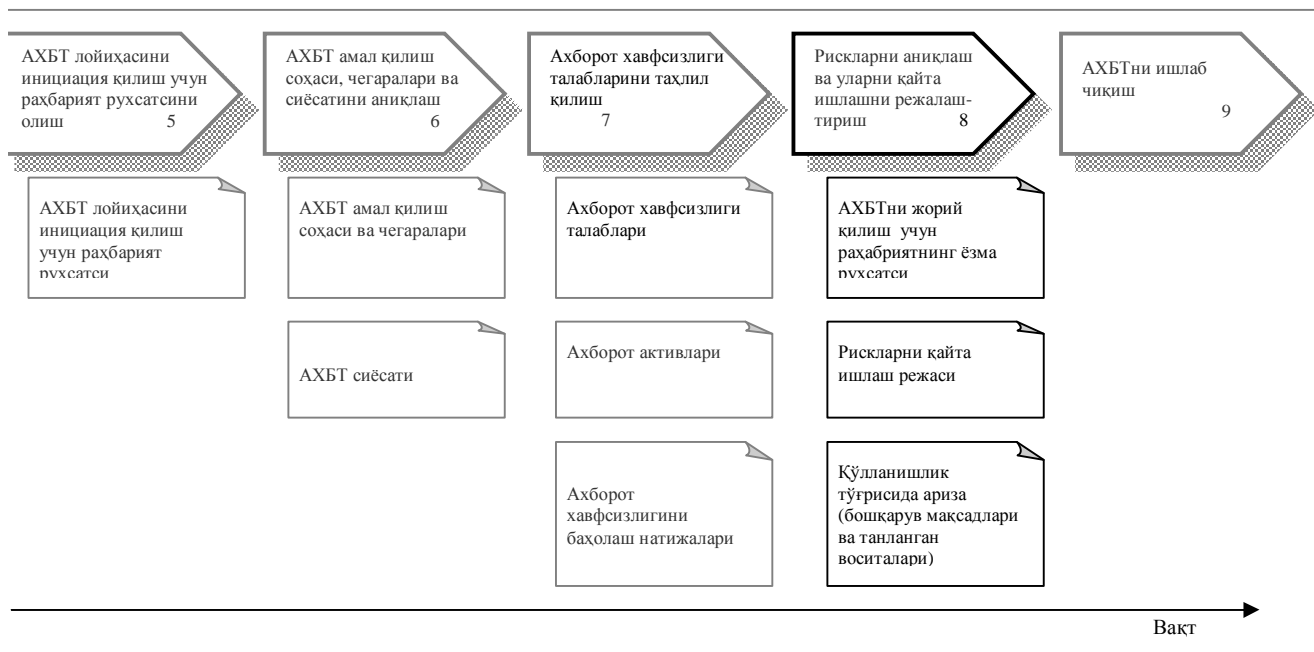 АХБТ лойиҳасини
инициация қилиш учун
раҳбарият рухсатсини
олиш 5
АХБТ амал қилиш
соҳаси, чегаралари ва
сиёсатини аниқлаш
6
Ахборот хавфсизлиги
талабларини таҳлил
қилиш
7
Рискларни аниқлаш
ва уларни қайта
ишлашни режалаш-
тириш 8
АХБТни ишлаб
чиқиш
9
АХБТ лойиҳасини
инициация қилиш
учун раҳбарият
рухсатси
АХБТ амал қилиш
соҳаси ва чегаралари
АХБТ сиёсати
Ахборот хавфсизлиги
талаблари
Ахборот активлари
Ахборот
хавфсизлигини
баҳолаш натижалари
АХБТни жорий
қилиш учун
раҳабриятнинг ёзма
рухсатси
Рискларни қайта
ишлаш режаси
Қўлланишлик
тўғрисида ариза
(бошқарув мақсадлари
ва танланган
воситалари)
Вақт